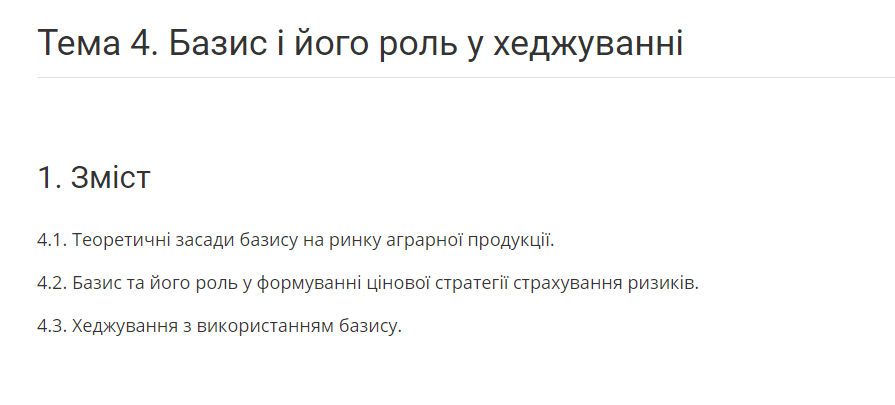 Тема 4. Базис і його роль у хеджуванні
1. Зміст
4.1. Теоретичні засади базису на ринку аграрної продукції.
4.2. Базис та його роль у формуванні цінової стратегії страхування ризиків.
4.3. Хеджування з використанням базису.